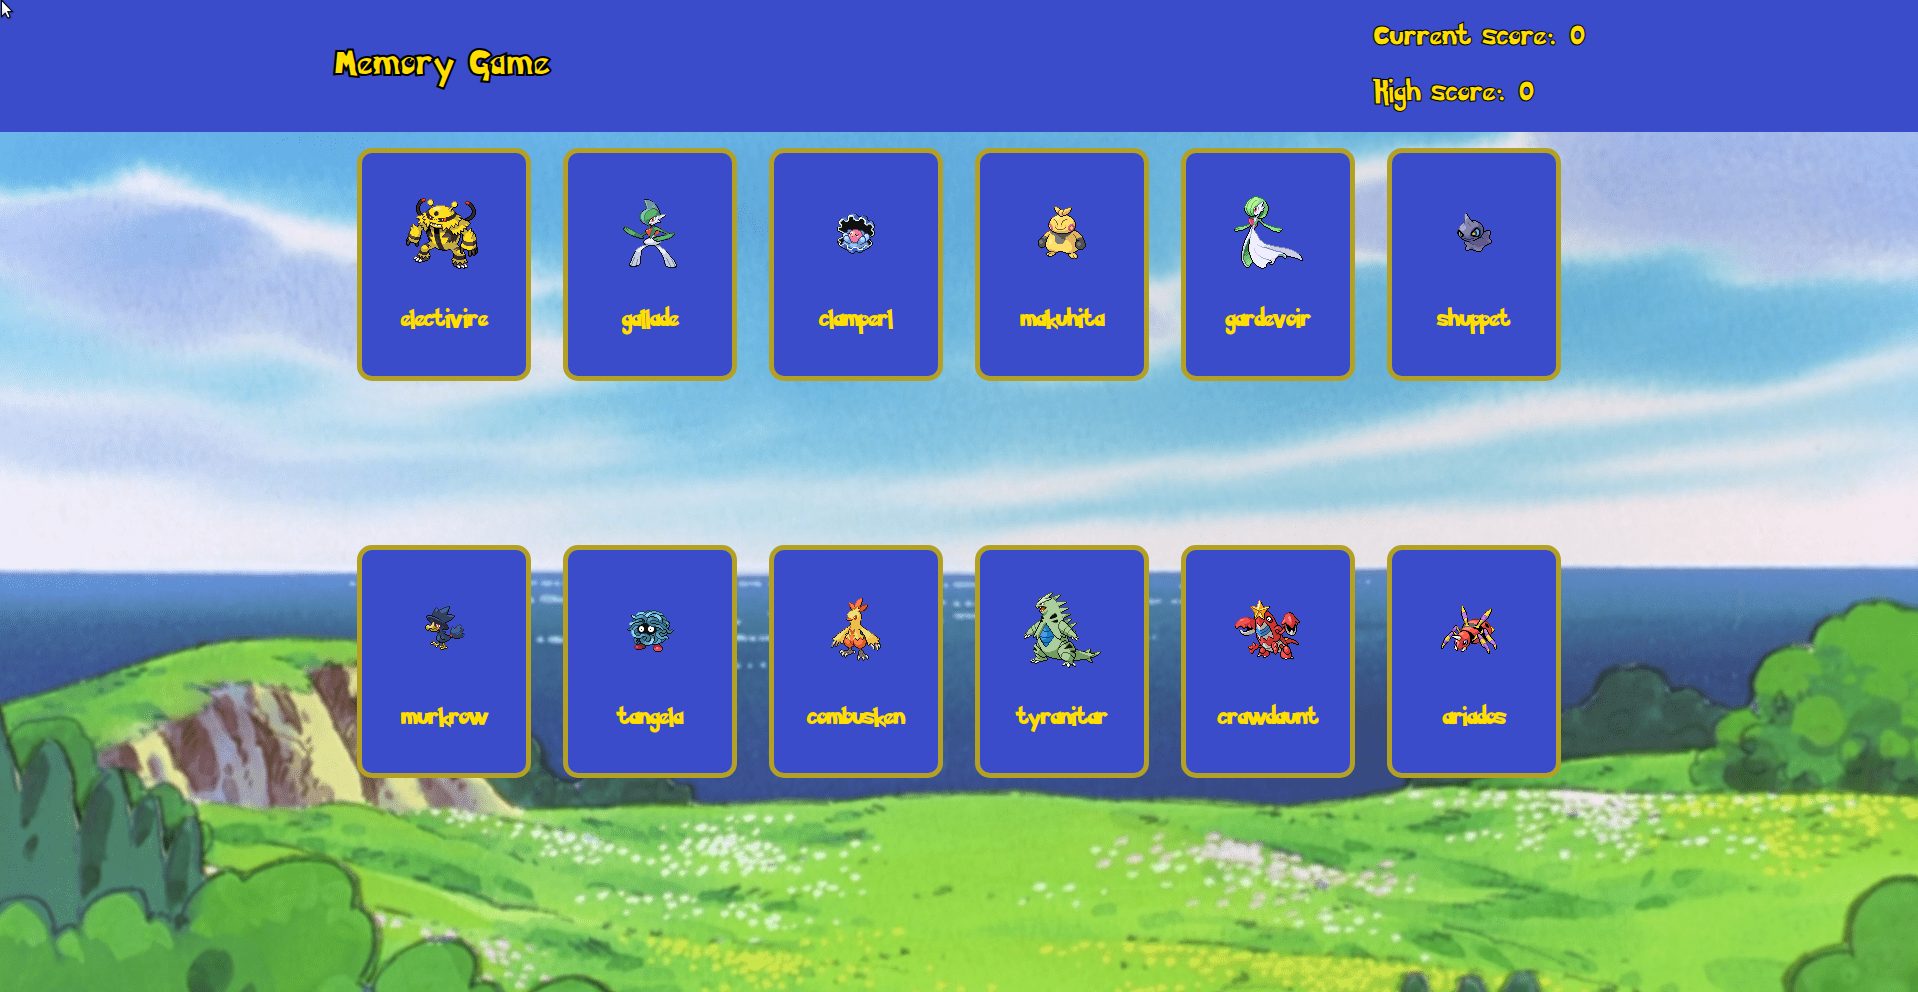 Memory Game
Current score: 0
High score: 0
electivire
gallade
clamperl
makuhita
gardevoir
shuppet
murkrow
tangela
combusken
tyranitar
crawdaunt
ariados